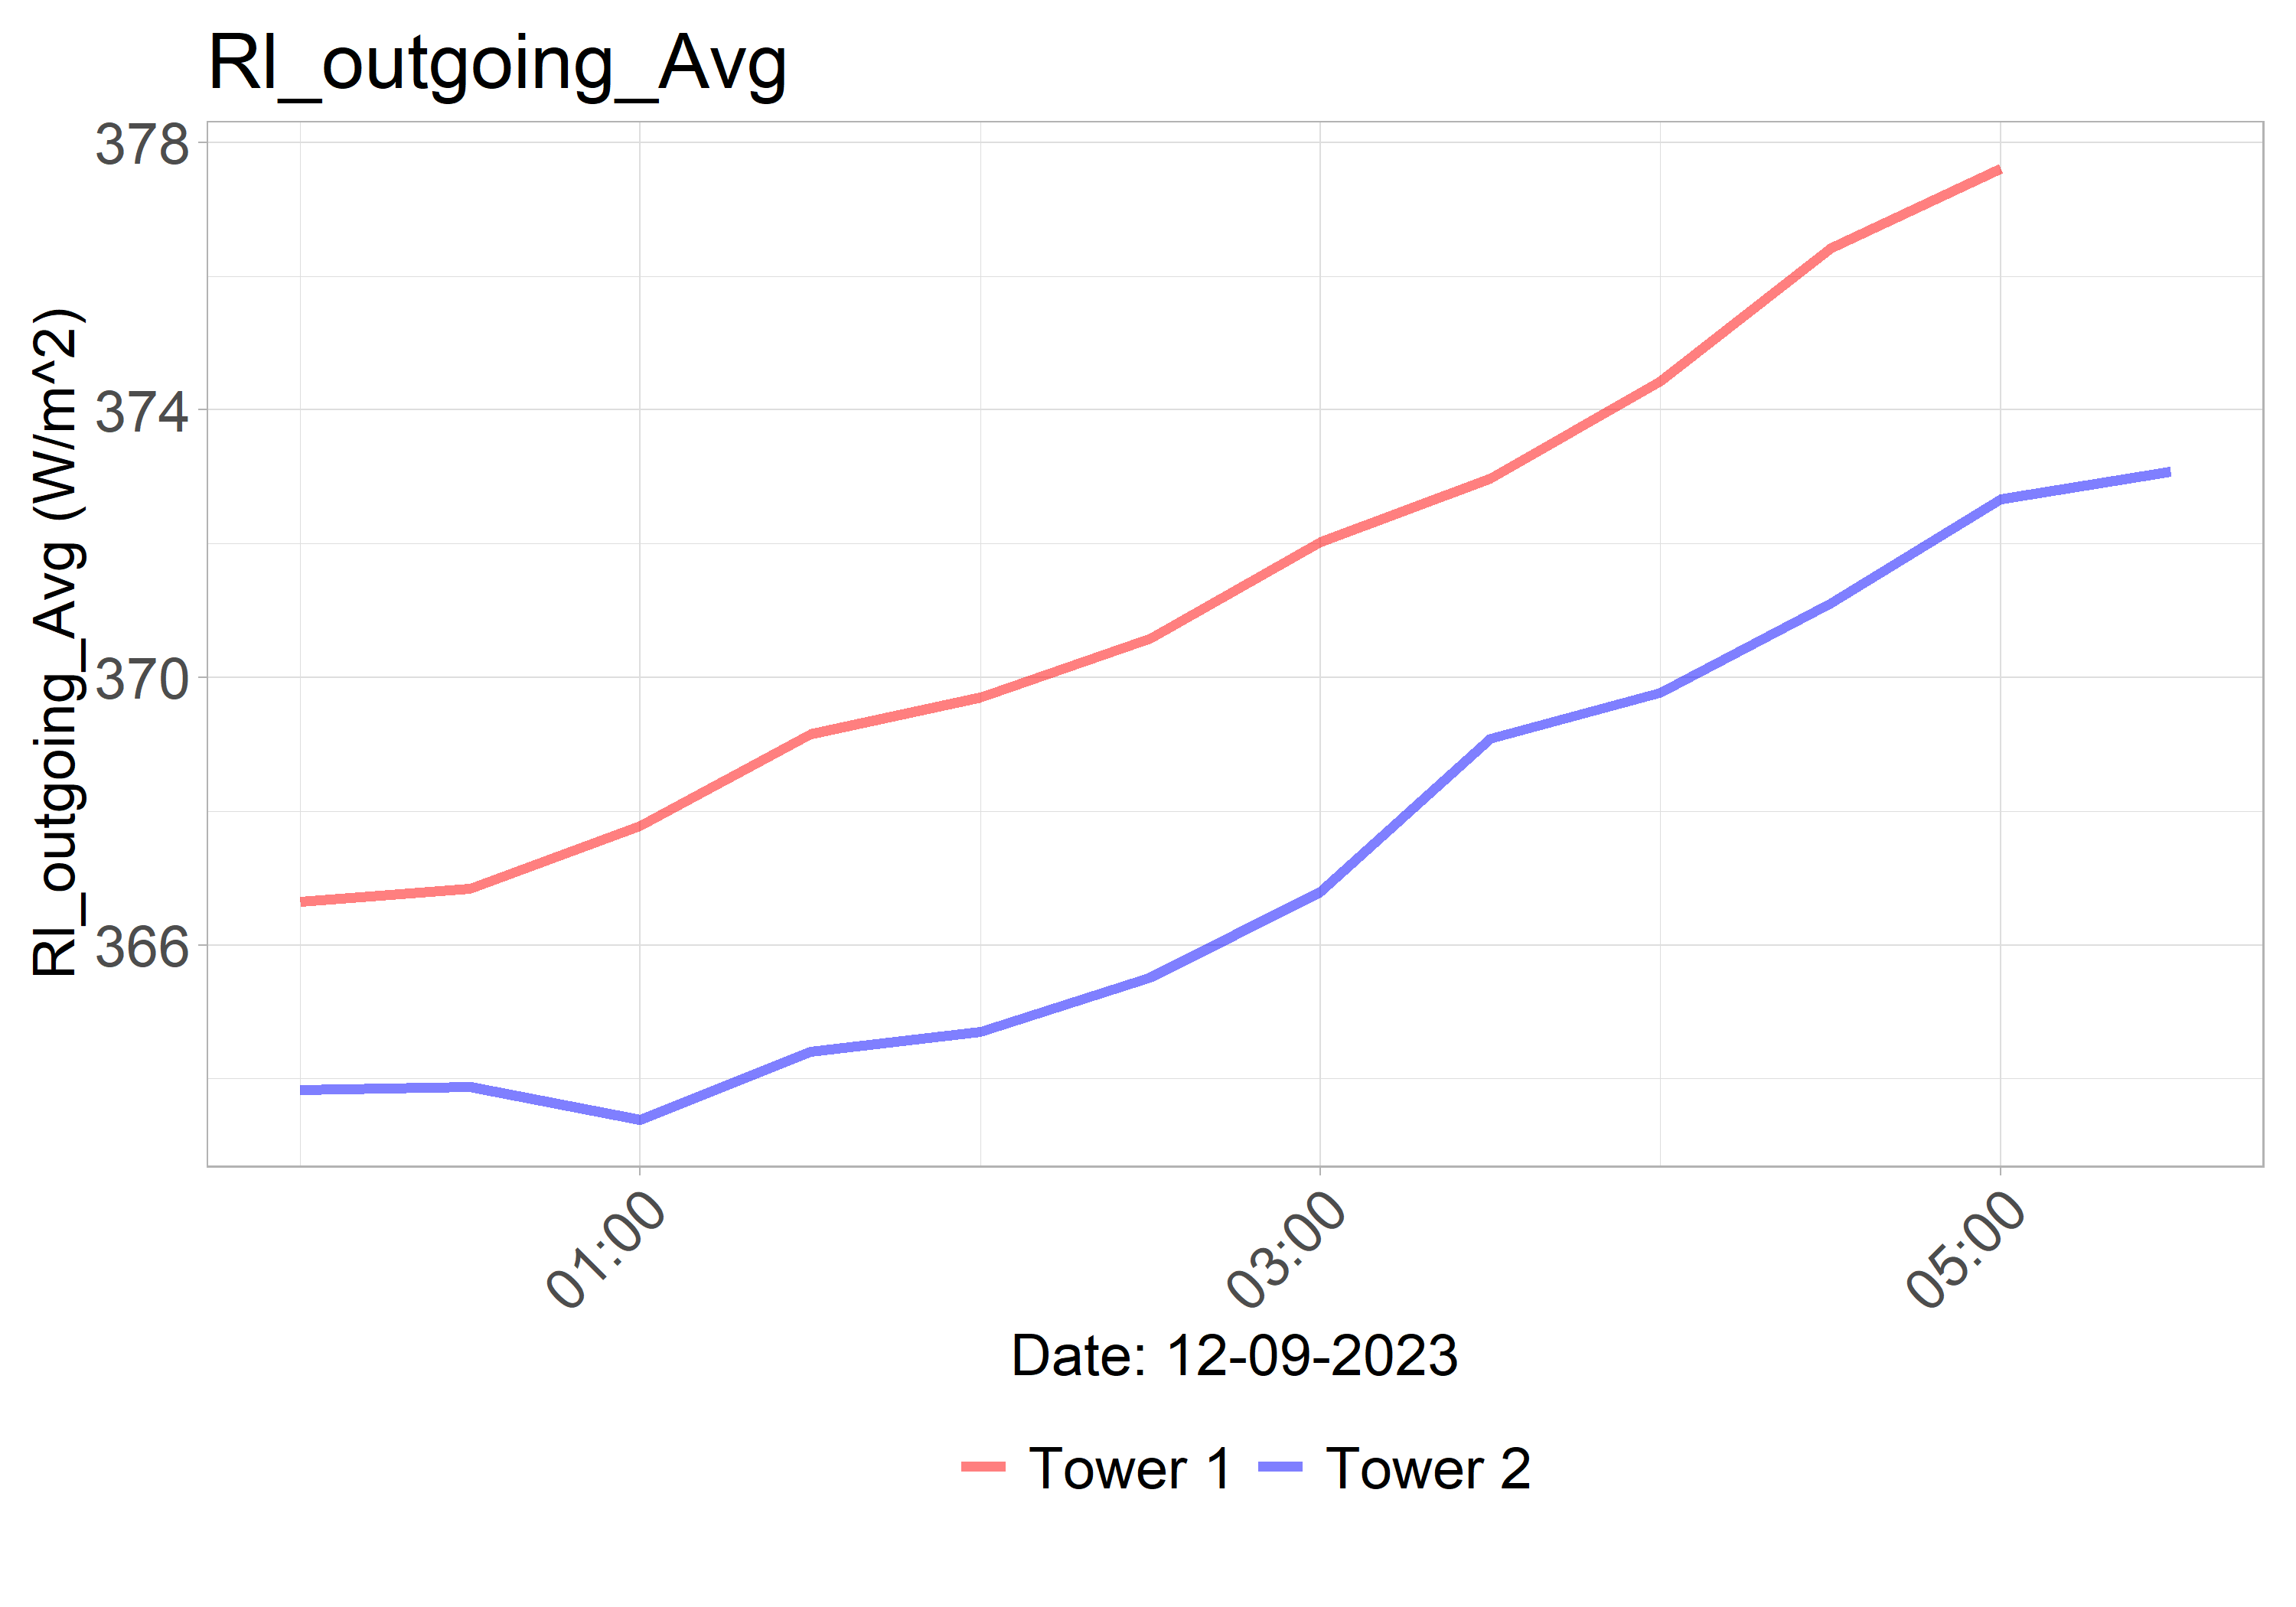 Rl_outgoing_Avg
Rl_outgoing_Avg (W/m^2)
378
374
370
366
01:00
03:00
05:00
Date: 12-09-2023
Tower 1
Tower 2